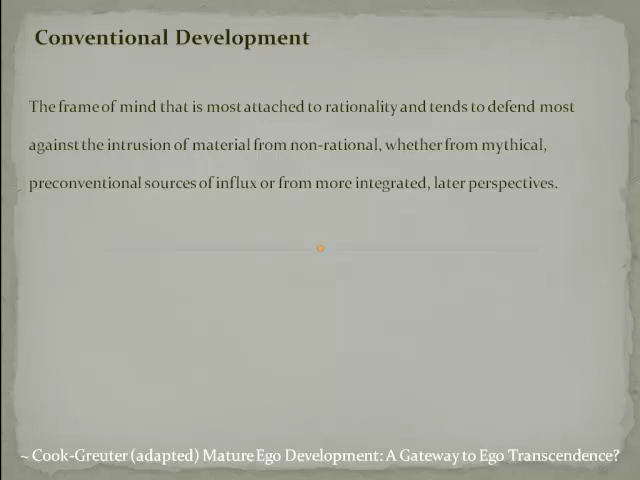 Conventional Development
The frame of mind that is most attached to rationality and tends to defend most
against the intrusion of material from non-rational, whether from mythical,
preconventional sources of influx or from more integrated, later perspectives.
~ Cook-Greuter (adapted) Mature Ego Development: A Gateway to Ego Transcendence?